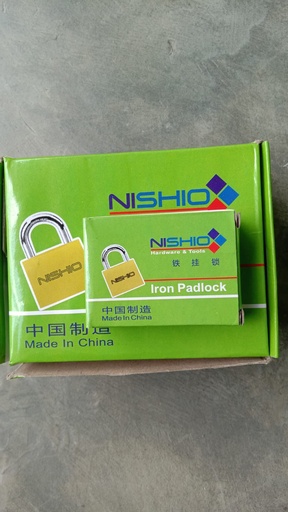 NISHIO
NISHIO
中国制造
Made In China
NISHIO
Hardware & Tools
铁挂锁
NISHIO
Iron Padlock
中国制造
Made In China